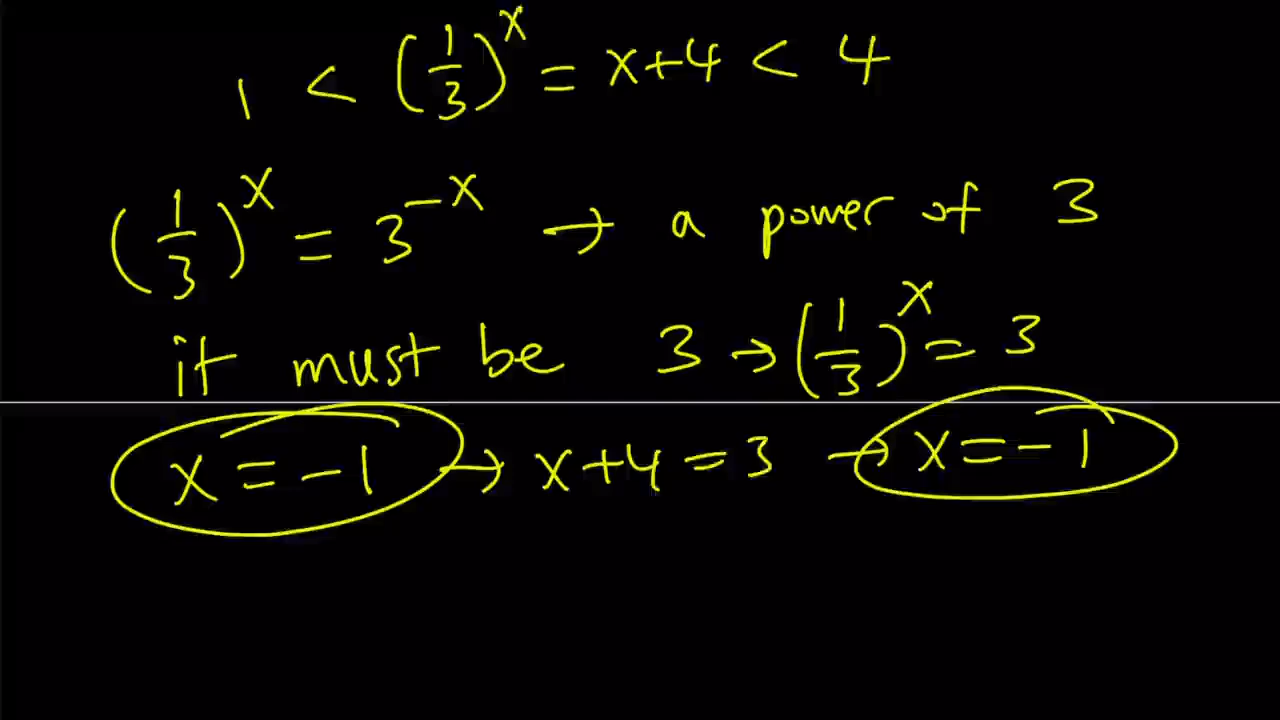 1 < (1/3)^x = x+4 < 4
(1/3)^x = 3^-x → a power of 3
it must be 3 → (1/3)^x = 3
x = -1 → x+4 = 3 → x = -1